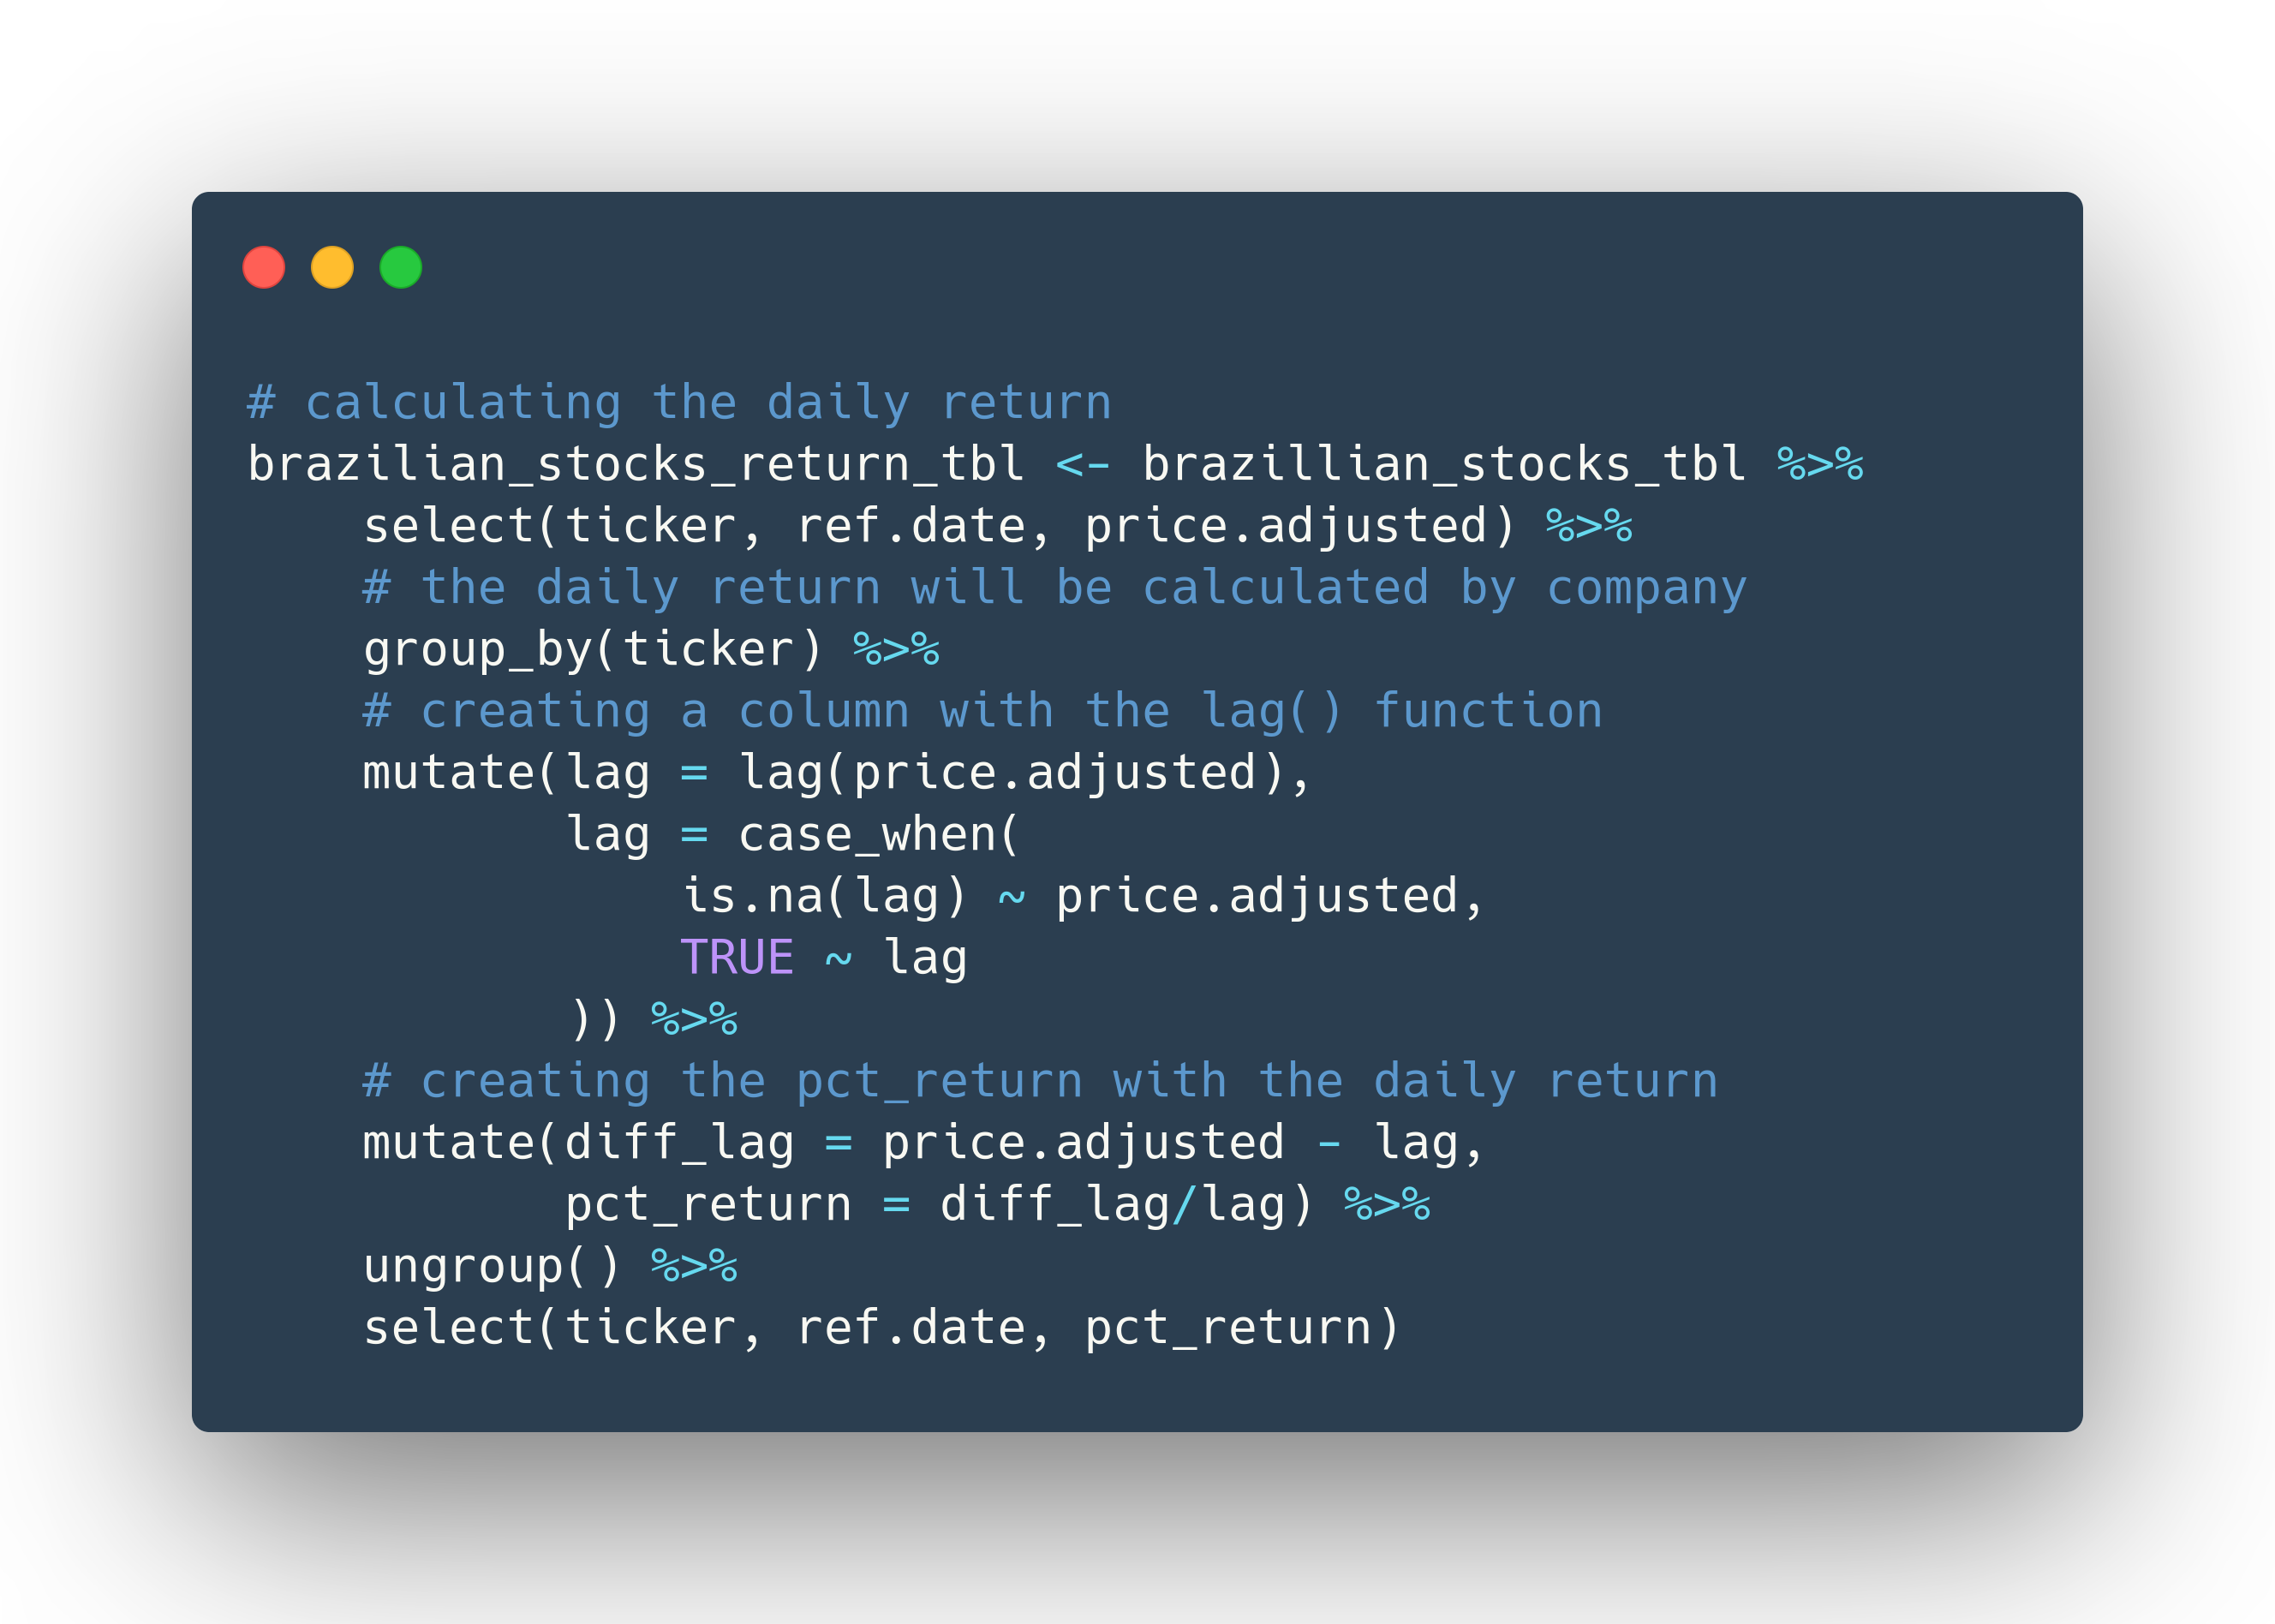 # calculating the daily return
brazilian_stocks_return_tbl <- brazillian_stocks_tbl %>%
    select(ticker, ref.date, price.adjusted) %>%
    # the daily return will be calculated by company
    group_by(ticker) %>%
    # creating a column with the lag() function
    mutate(lag = lag(price.adjusted),
           lag = case_when(
               is.na(lag) ~ price.adjusted,
               TRUE ~ lag
           )) %>%
    # creating the pct_return with the daily return
    mutate(diff_lag = price.adjusted - lag,
           pct_return = diff_lag/lag) %>%
    ungroup() %>%
    select(ticker, ref.date, pct_return)